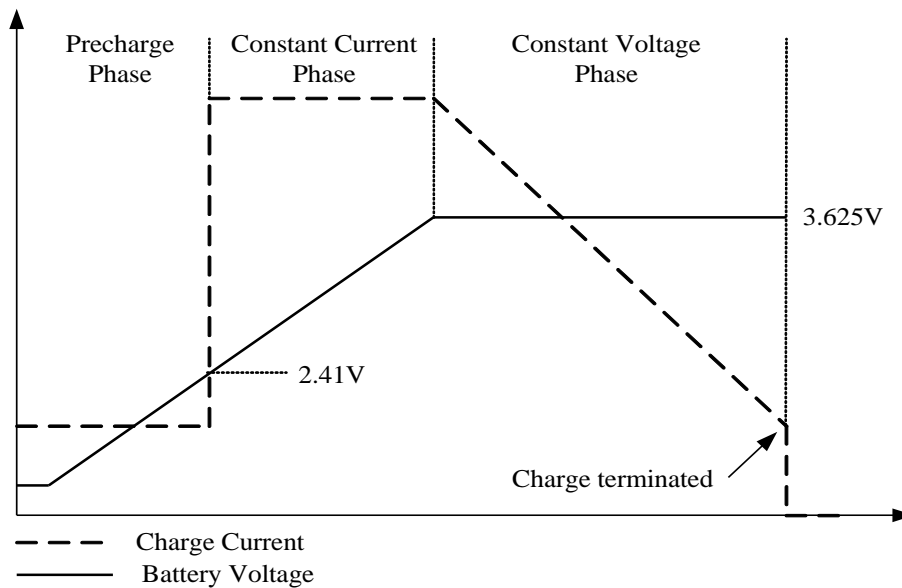 Precharge
Phase
Constant Current
Phase
Constant Voltage
Phase
3.625V
2.41V
Charge terminated
Charge Current
Battery Voltage